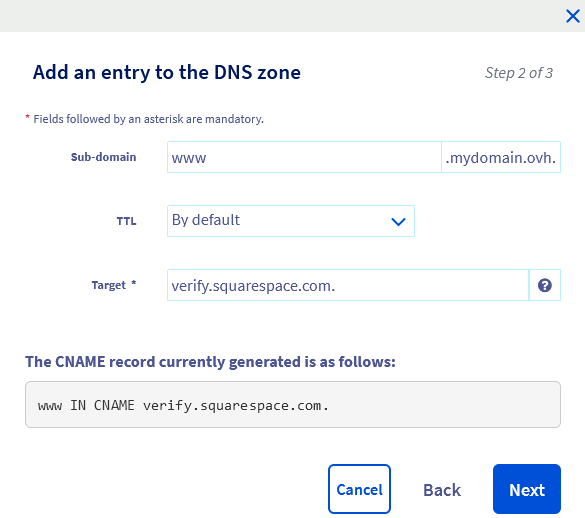 Add an entry to the DNS zone
Step 2 of 3
* Fields followed by an asterisk are mandatory.
Sub-domain www .mydomain.ovh.
TTL By default
Target * verify.squarespace.com. ?
The CNAME record currently generated is as follows:
www IN CNAME verify.squarespace.com.
Cancel Back Next